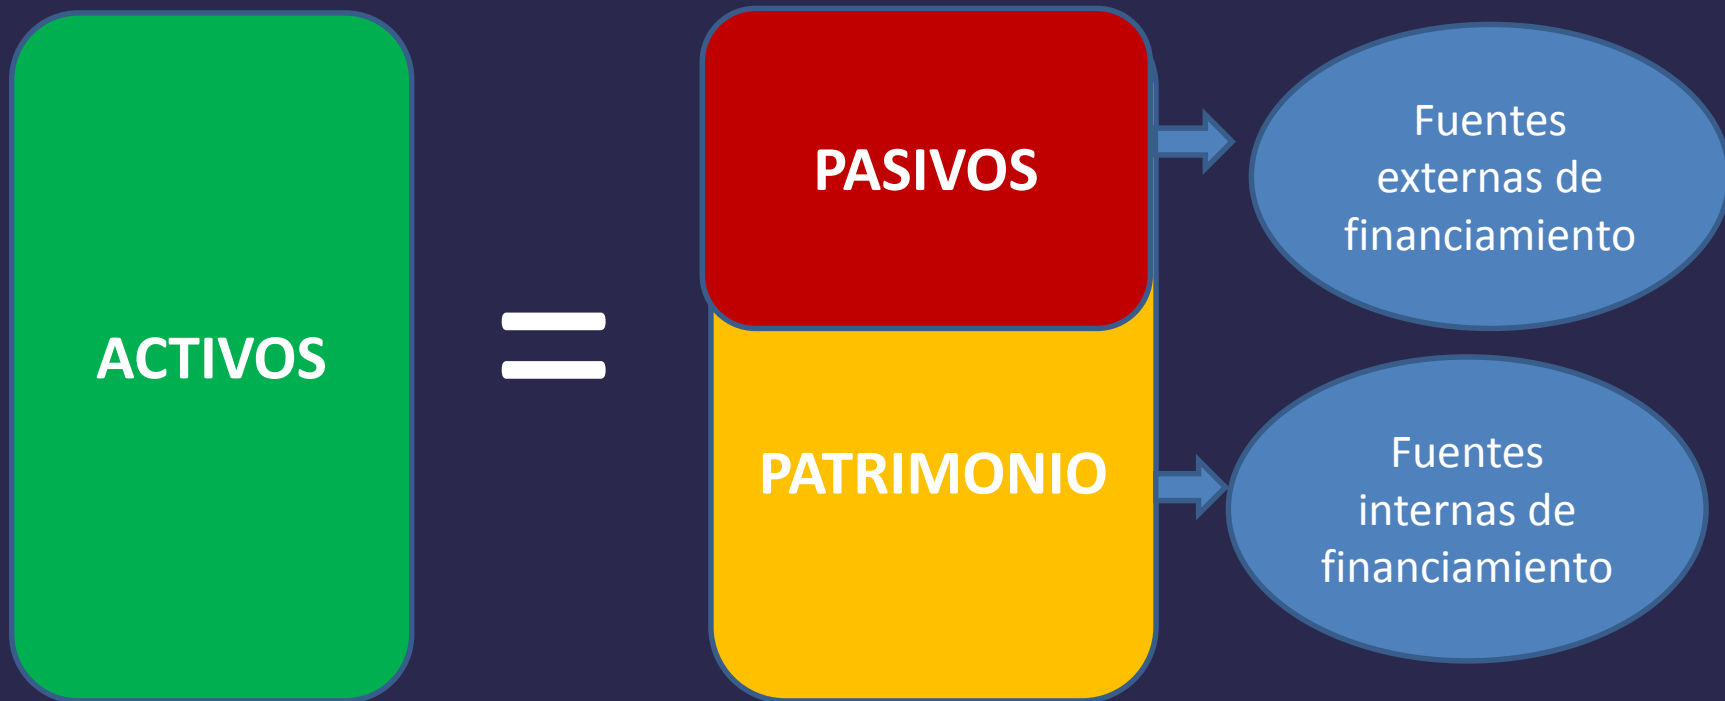 ACTIVOS
=
PASIVOS
PATRIMONIO
Fuentes
externas de
financiamiento
Fuentes
internas de
financiamiento